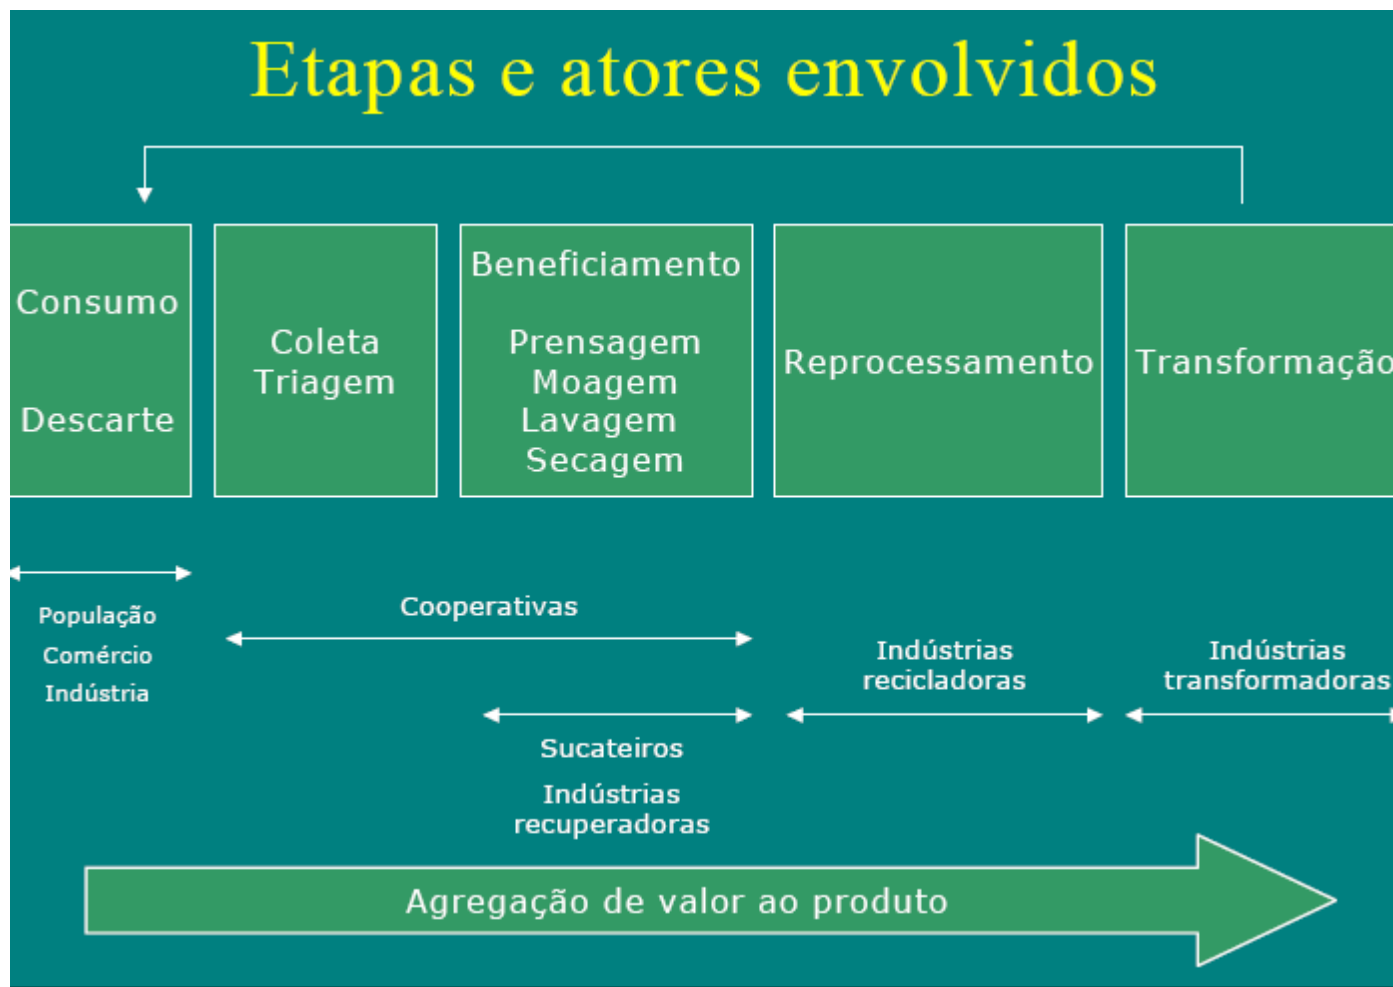 Etapas e atores envolvidos
Consumo
Descarte
Coleta
Triagem
Beneficiamento
Prensagem
Moagem
Lavagem
Secagem
Reprocessamento
Transformação
População
Comércio
Indústria
Cooperativas
Sucateiros
Indústrias
recuperadoras
Indústrias
recicladoras
Indústrias
transformadoras
Agregação de valor ao produto